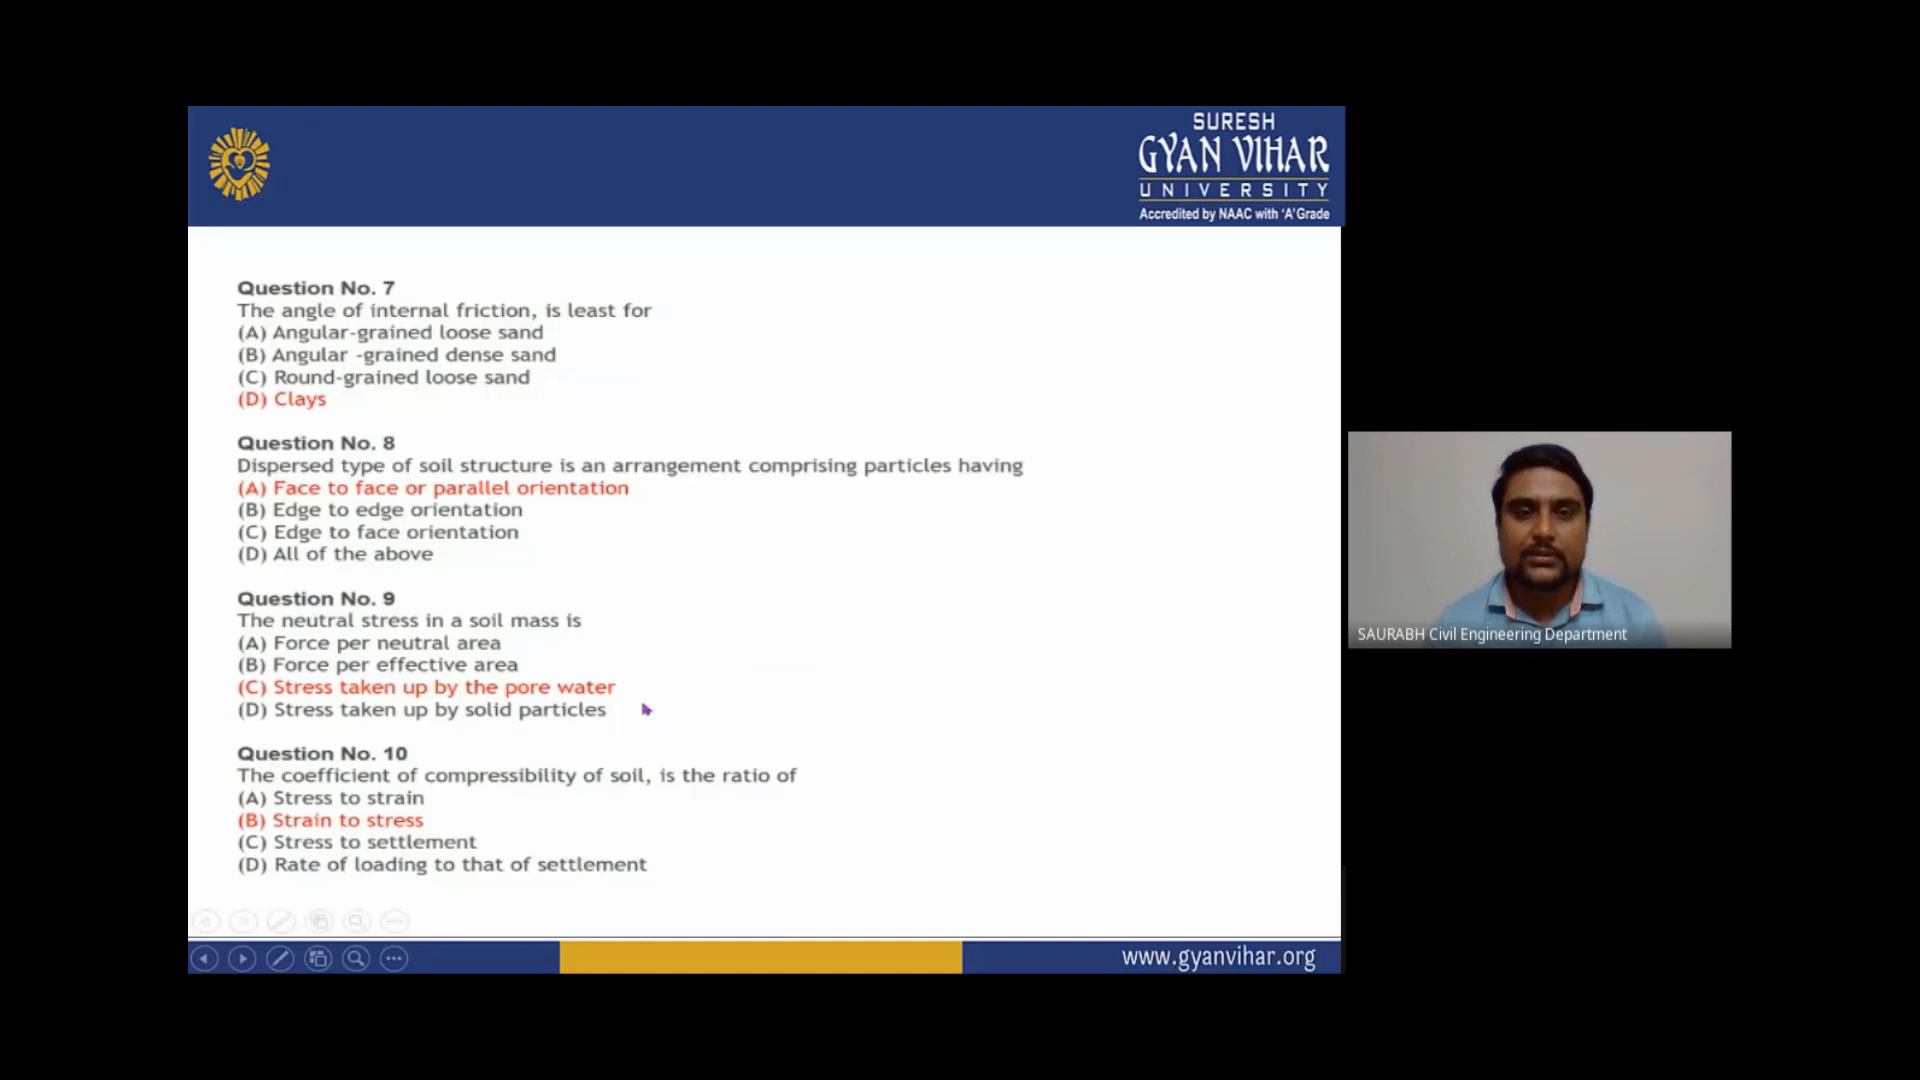 SURESH
GYAN VIHAR
UNIVERSITY
Accredited by NAAC with 'A' Grade
Question No. 7
The angle of internal friction, is least for
(A) Angular-grained loose sand
(B) Angular -grained dense sand
(C) Round-grained loose sand
(D) Clays
Question No. 8
Dispersed type of soil structure is an arrangement comprising particles having
(A) Face to face or parallel orientation
(B) Edge to edge orientation
(C) Edge to face orientation
(D) All of the above
Question No. 9
The neutral stress in a soil mass is
(A) Force per neutral area
(B) Force per effective area
(C) Stress taken up by the pore water
(D) Stress taken up by solid particles
Question No. 10
The coefficient of compressibility of soil, is the ratio of
(A) Stress to strain
(B) Strain to stress
(C) Stress to settlement
(D) Rate of loading to that of settlement
www.gyanvihar.org
SAURABH Civil Engineering Department